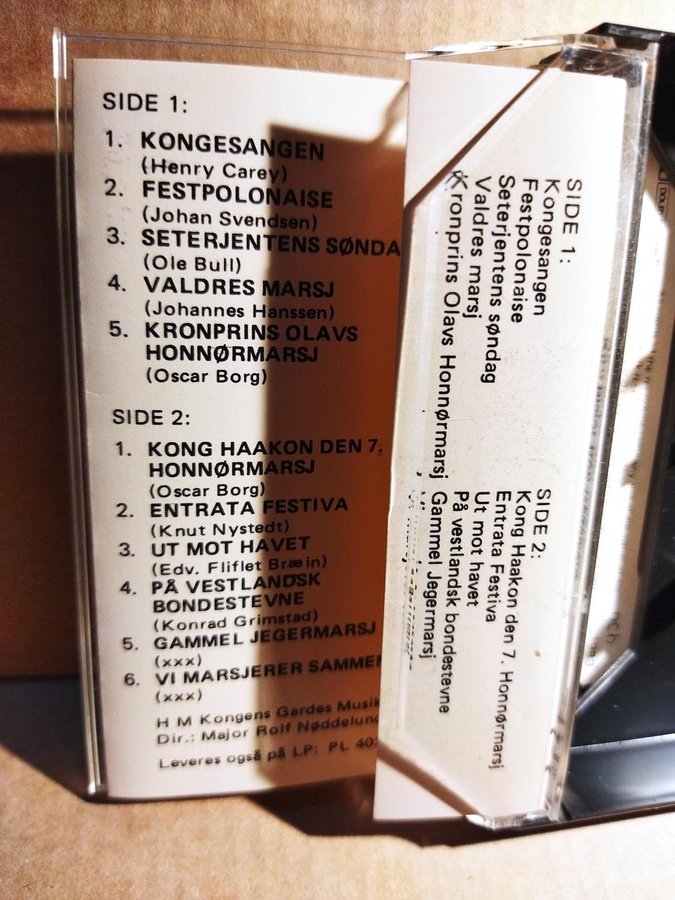 SIDE 1:
1. KONGESANGEN
(Henry Carey)
2. FESTPOLONAISE
(Johan Svendsen)
3. SETERJENTENS SØNDA
(Ole Bull)
4. VALDRES MARSJ
(Johannes Hanssen)
5. KRONPRINS OLAVS
HONNØRMARSJ
(Oscar Borg)
SIDE 2:
1. KONG HAAKON DEN 7.
HONNØRMARSJ
(Oscar Borg)
2. ENTRATA FESTIVA
(Knut Nystedt)
3. UT MOT HAVET
(Edv. Fliflet Bræin)
4. PÅ VESTLANDSK
BONDESTEVNE
(Konrad Grimstad)
5. GAMMEL JEGERMARSJ
(xxx)
6. VI MARSJERER SAMMEN
(xxx)
H M Kongens Gardes Musik
Dir.: Major Rolf Nøddelund
Leveres også på LP: PL 40
SIDE 1:
Kongesangen
Festpolonaise
Seterjentens søndag
Valdres marsj
Kronprins Olavs Honnørmarsj
SIDE 2:
Kong Haakon den 7. Honnørmarsj
Entrata Festiva
Ut mot havet
På vestlandsk bondestevne
Gammel Jegermarsj